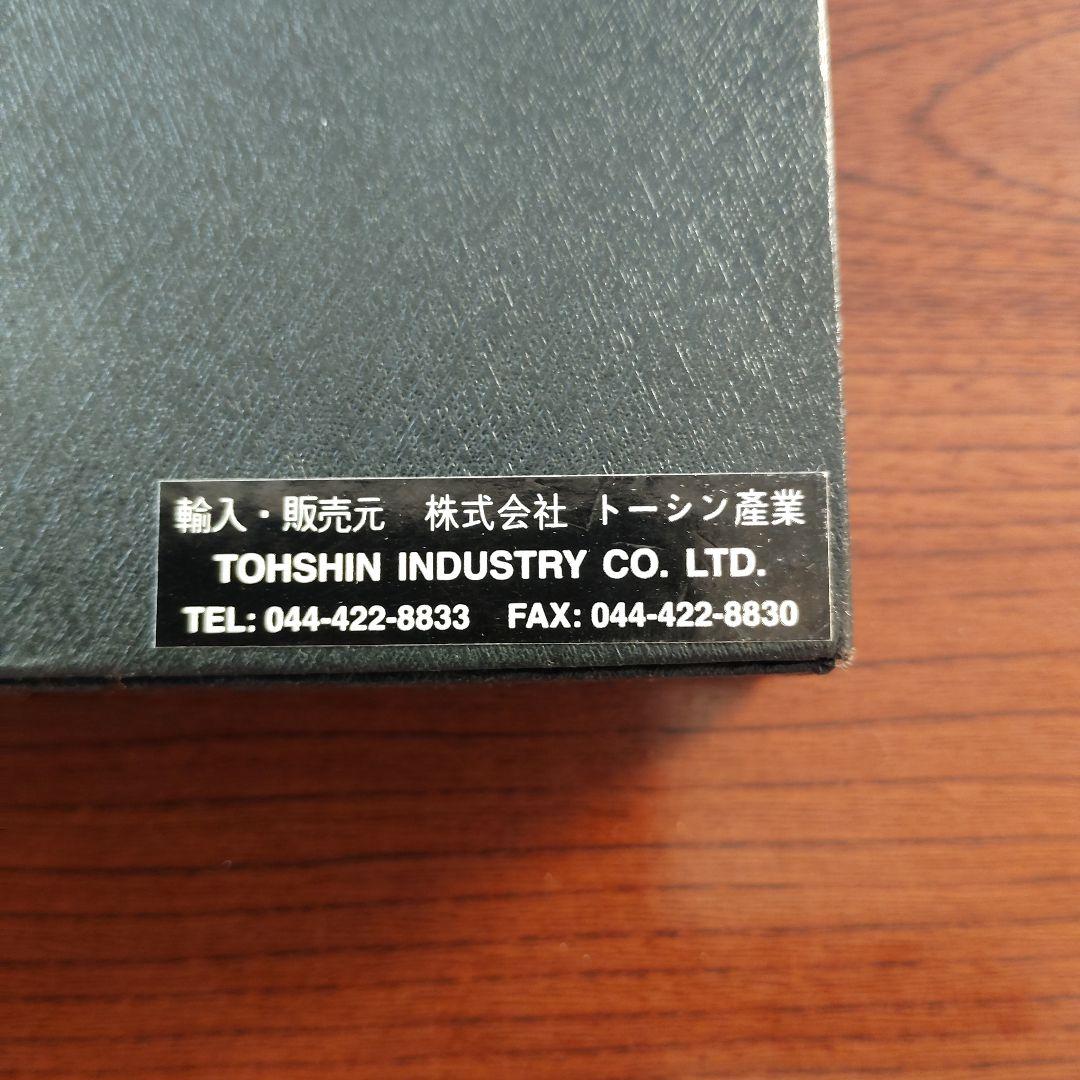 輸入・販売元　株式会社 トーシン産業
TOHSHIN INDUSTRY CO. LTD.
TEL: 044-422-8833　FAX: 044-422-8830